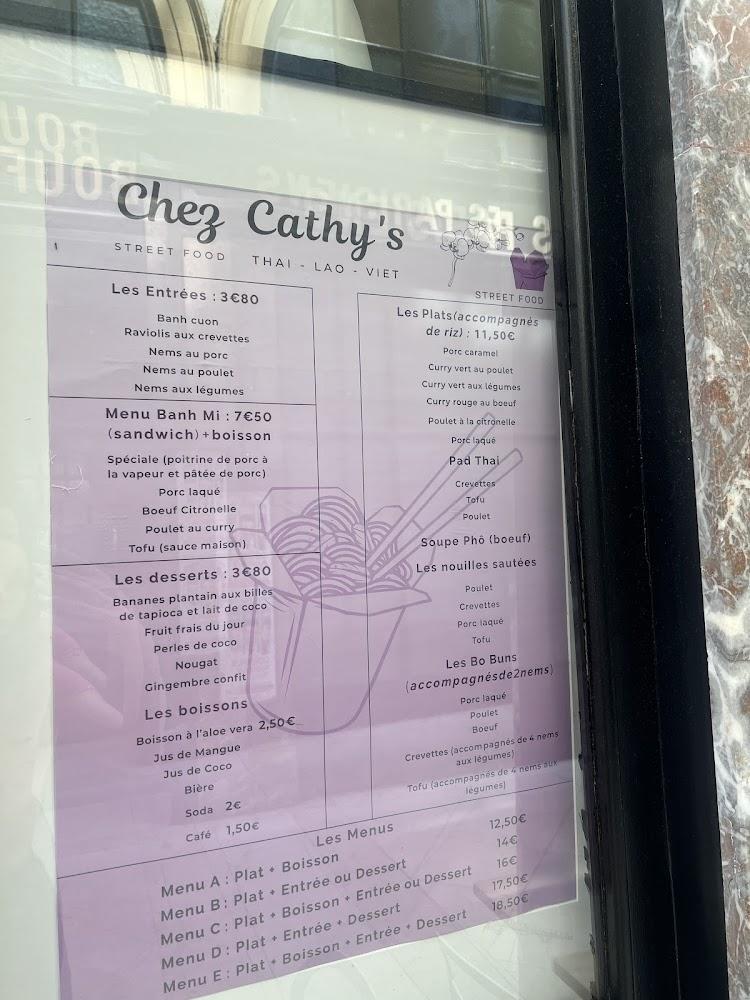 Chez Cathy's
STREET FOOD THAI - LAO - VIET
STREET FOOD
Les Entrées : 3€80
Banh cuon
Raviolis aux crevettes
Nems au porc
Nems au poulet
Nems aux légumes
Menu Banh Mi : 7€50
(sandwich) + boisson
Spéciale (poitrine de porc à
la vapeur et pâtée de porc)
Porc laqué
Boeuf Citronelle
Poulet au curry
Tofu (sauce maison)
Les desserts : 3€80
Bananes plantain aux billes
de tapioca et lait de coco
Fruit frais du jour
Perles de coco
Nougat
Gingembre confit
Les boissons
Boisson à l'aloe vera 2,50€
Jus de Mangue
Jus de Coco
Bière
Soda 2€
Café 1,50€
Les Plats(accompagnés
de riz) : 11,50€
Porc caramel
Curry vert au poulet
Curry vert aux légumes
Curry rouge au boeuf
Poulet à la citronelle
Porc laqué
Pad Thai
Crevettes
Tofu
Poulet
Soupe Phô (boeuf)
Les nouilles sautées
Poulet
Crevettes
Porc laqué
Tofu
Les Bo Buns
(accompagnésde2nems)
Porc laqué
Poulet
Boeuf
Crevettes (accompagnés de 4 nems
aux légumes)
Tofu (accompagnés de 4 nems aux
légumes)
Les Menus
Menu A : Plat + Boisson 12,50€
Menu B : Plat + Entrée ou Dessert 14€
Menu C : Plat + Boisson + Entrée ou Dessert 16€
Menu D : Plat + Entrée + Dessert 17,50€
Menu E : Plat + Boisson + Entrée + Dessert 18,50€